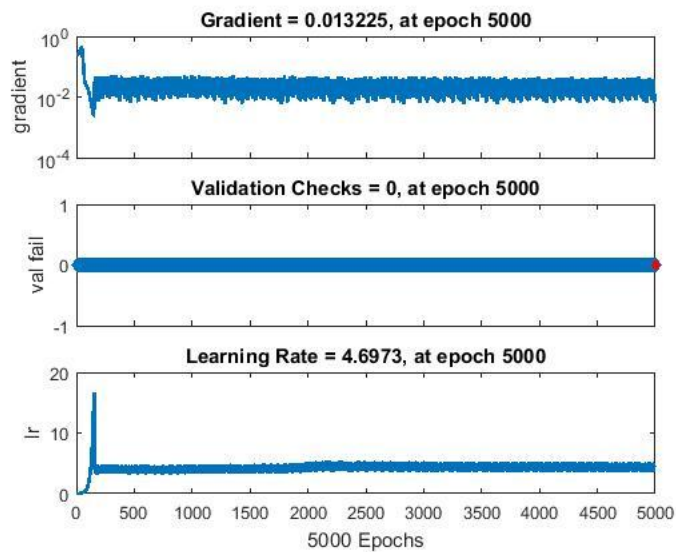 Gradient = 0.013225, at epoch 5000
10^0
10^-2
10^-4
gradient
Validation Checks = 0, at epoch 5000
1
0
-1
val fail
Learning Rate = 4.6973, at epoch 5000
20
10
0
lr
0 500 1000 1500 2000 2500 3000 3500 4000 4500 5000
5000 Epochs